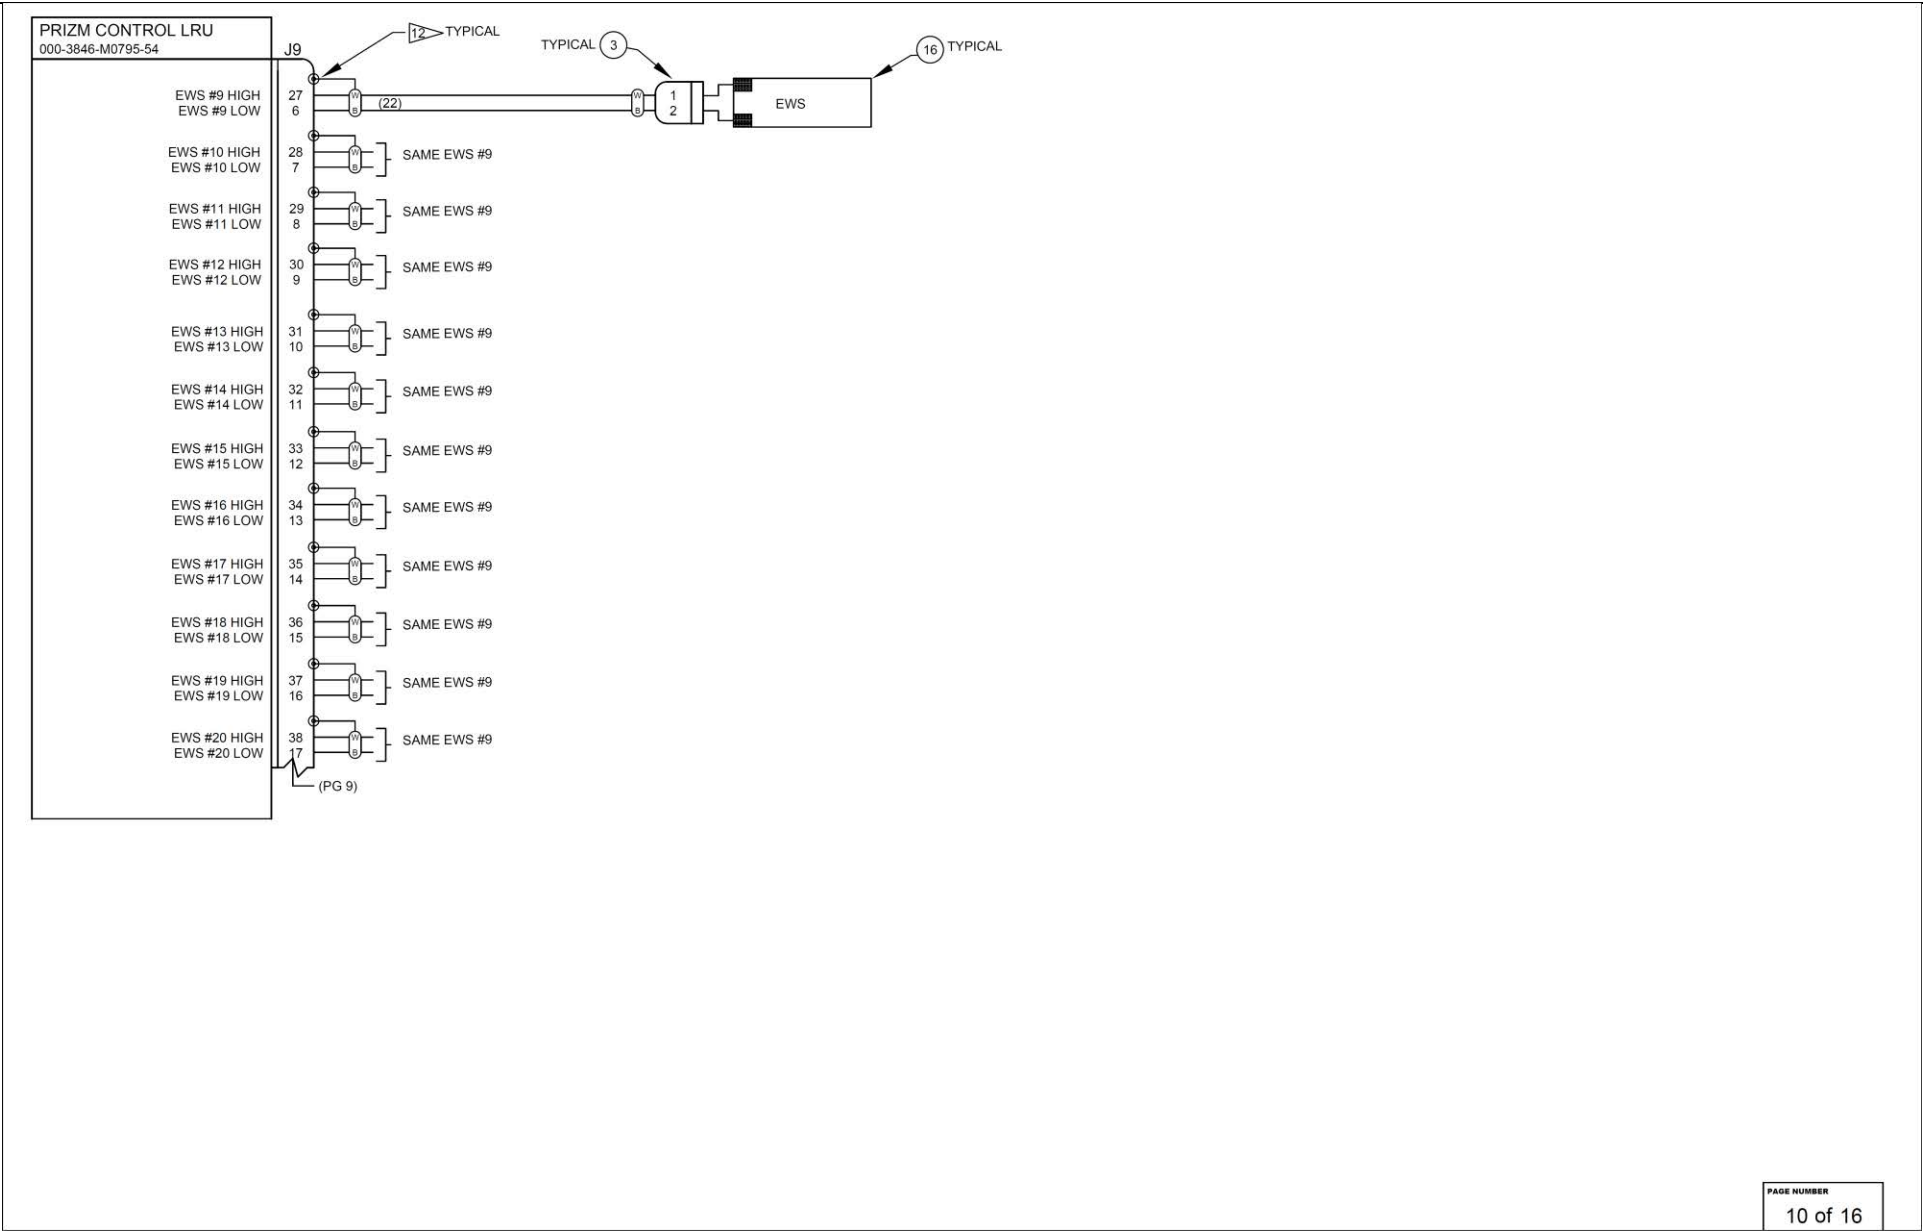 PRIZM CONTROL LRU
000-3846-M0795-54
J9
12 TYPICAL
TYPICAL 3
16 TYPICAL
EWS #9 HIGH 27 W W 1
EWS #9 LOW 6 B (22) B 2
EWS
EWS #10 HIGH 28 W
EWS #10 LOW 7 B
SAME EWS #9
EWS #11 HIGH 29 W
EWS #11 LOW 8 B
SAME EWS #9
EWS #12 HIGH 30 W
EWS #12 LOW 9 B
SAME EWS #9
EWS #13 HIGH 31 W
EWS #13 LOW 10 B
SAME EWS #9
EWS #14 HIGH 32 W
EWS #14 LOW 11 B
SAME EWS #9
EWS #15 HIGH 33 W
EWS #15 LOW 12 B
SAME EWS #9
EWS #16 HIGH 34 W
EWS #16 LOW 13 B
SAME EWS #9
EWS #17 HIGH 35 W
EWS #17 LOW 14 B
SAME EWS #9
EWS #18 HIGH 36 W
EWS #18 LOW 15 B
SAME EWS #9
EWS #19 HIGH 37 W
EWS #19 LOW 16 B
SAME EWS #9
EWS #20 HIGH 38 W
EWS #20 LOW 17 B
SAME EWS #9
(PG 9)
PAGE NUMBER
10 of 16